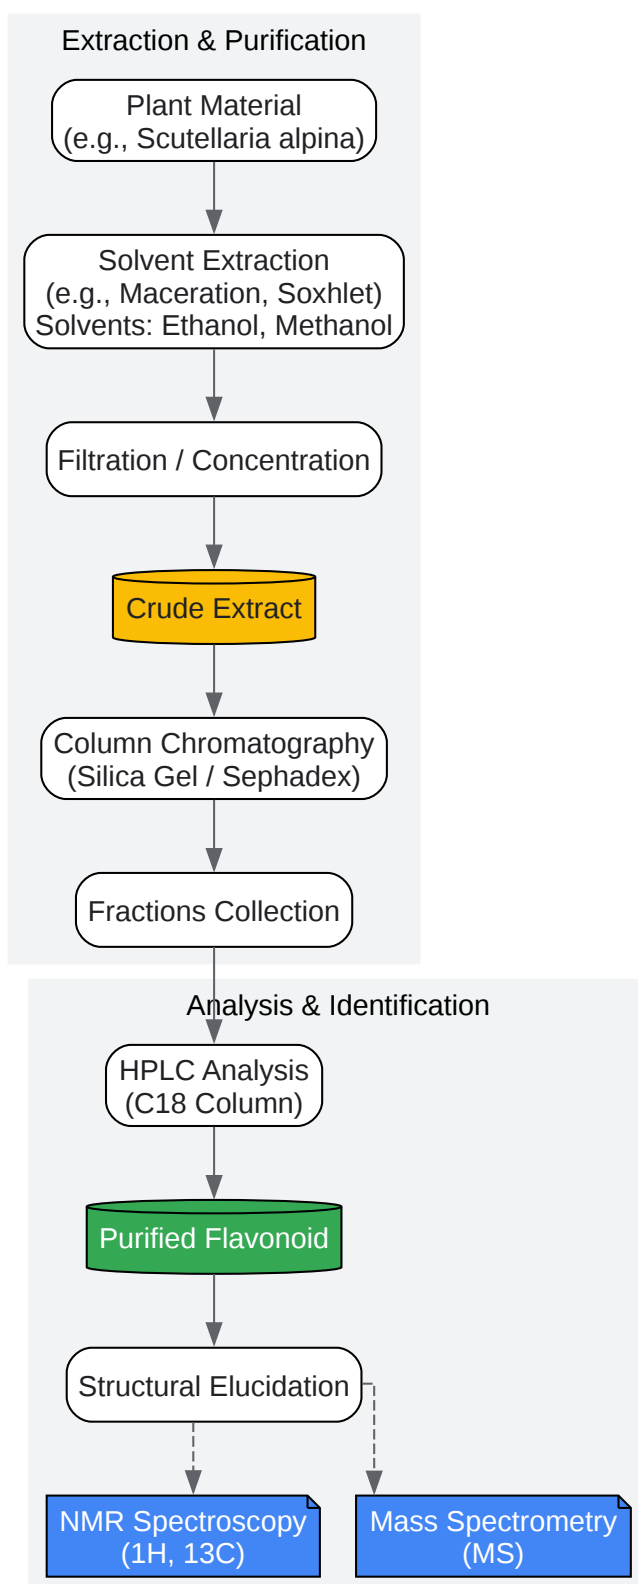 Extraction & Purification
Plant Material
(e.g., Scutellaria alpina)
Solvent Extraction
(e.g., Maceration, Soxhlet)
Solvents: Ethanol, Methanol
Filtration / Concentration
Crude Extract
Column Chromatography
(Silica Gel / Sephadex)
Fractions Collection
Analysis & Identification
HPLC Analysis
(C18 Column)
Purified Flavonoid
Structural Elucidation
NMR Spectroscopy
(1H, 13C)
Mass Spectrometry
(MS)